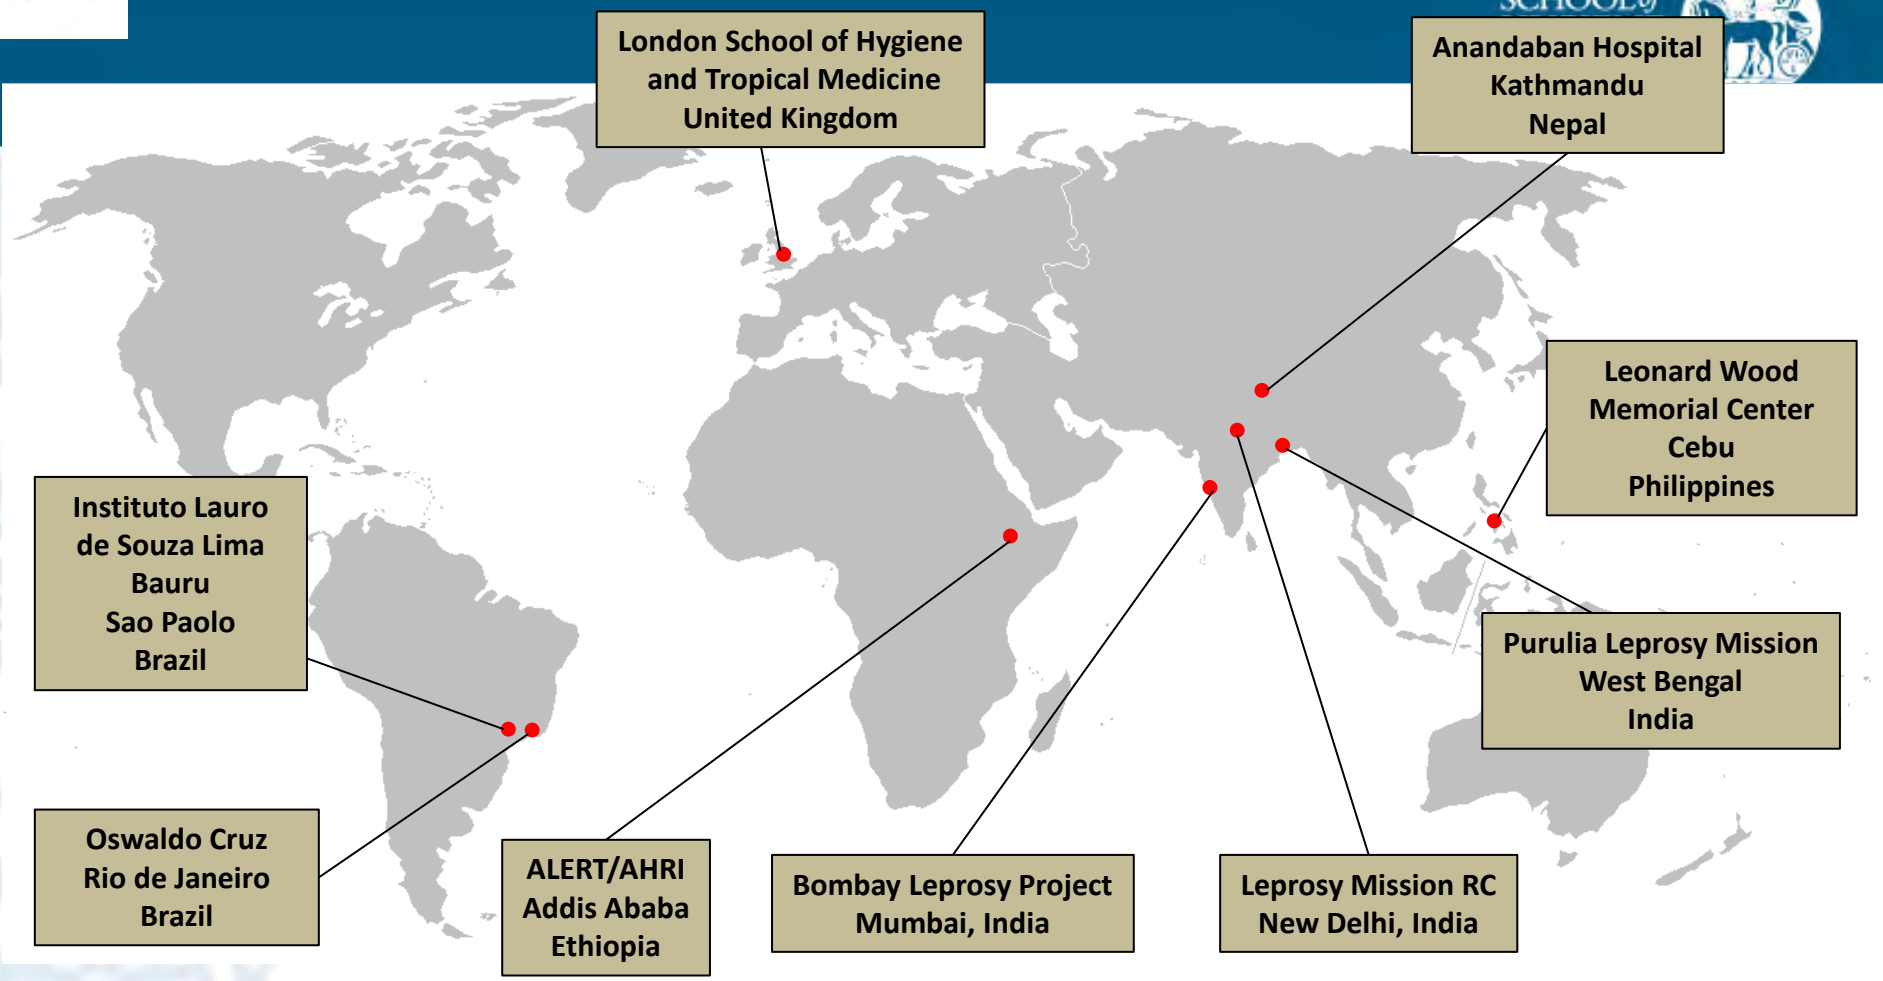 SCHOOL of
London School of Hygiene
and Tropical Medicine
United Kingdom
Anandaban Hospital
Kathmandu
Nepal
Leonard Wood
Memorial Center
Cebu
Philippines
Instituto Lauro
de Souza Lima
Bauru
Sao Paolo
Brazil
Purulia Leprosy Mission
West Bengal
India
Oswaldo Cruz
Rio de Janeiro
Brazil
ALERT/AHRI
Addis Ababa
Ethiopia
Bombay Leprosy Project
Mumbai, India
Leprosy Mission RC
New Delhi, India